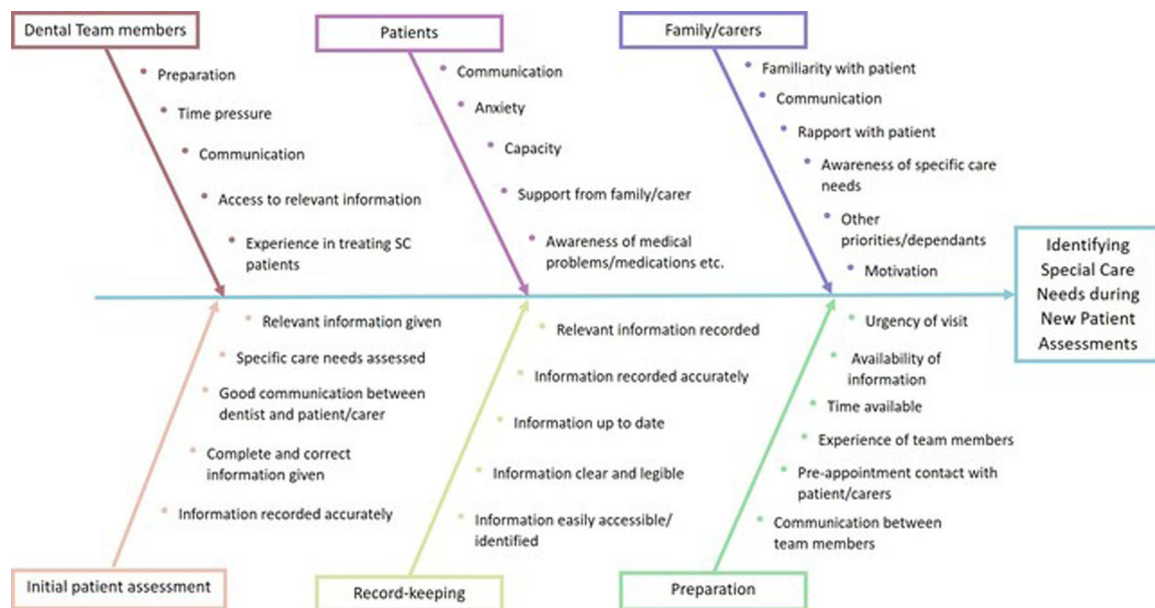 Dental Team members
Preparation
Time pressure
Communication
Access to relevant information
Experience in treating SC
patients
Patients
Communication
Anxiety
Capacity
Support from family/carer
Awareness of medical
problems/medications etc.
Family/carers
Familiarity with patient
Communication
Rapport with patient
Awareness of specific care
needs
Other
priorities/dependants
Motivation
Identifying
Special Care
Needs during
New Patient
Assessments
Relevant information given
Specific care needs assessed
Good communication between
dentist and patient/carer
Complete and correct
information given
Information recorded accurately
Initial patient assessment
Relevant information recorded
Information recorded accurately
Information up to date
Information clear and legible
Information easily accessible/
identified
Record-keeping
Urgency of visit
Availability of
information
Time available
Experience of team members
Pre-appointment contact with
patient/carers
Communication between
team members
Preparation